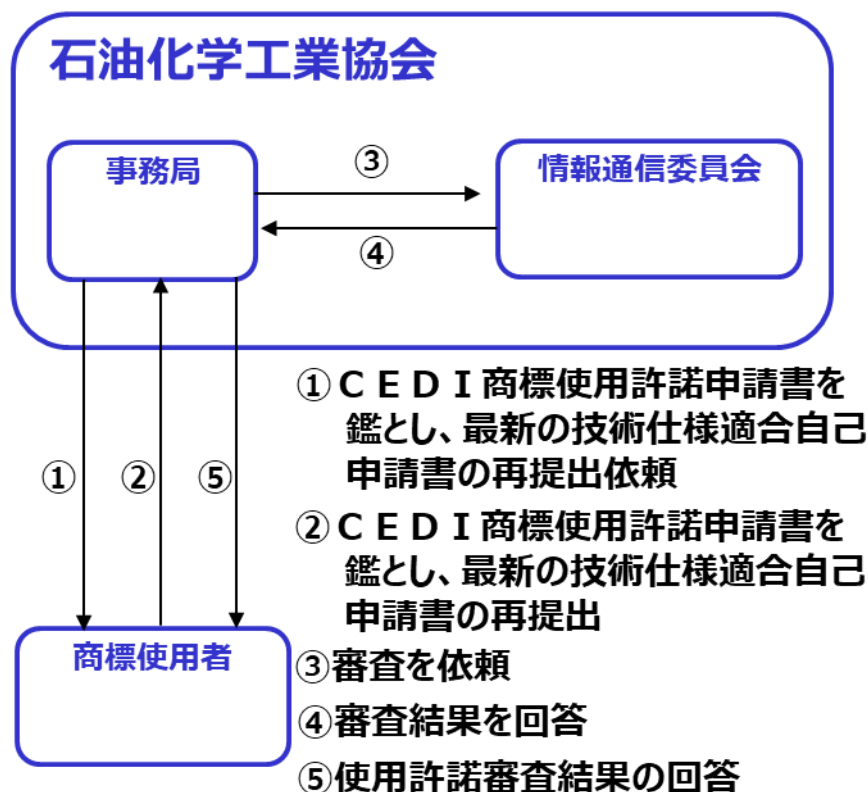 石油化学工業協会
事務局
情報通信委員会
③
④
①
②
⑤
商標使用者
①ＣＥＤＩ商標使用許諾申請書を
鑑とし、最新の技術仕様適合自己
申請書の再提出依頼
②ＣＥＤＩ商標使用許諾申請書を
鑑とし、最新の技術仕様適合自己
申請書の再提出
③審査を依頼
④審査結果を回答
⑤使用許諾審査結果の回答